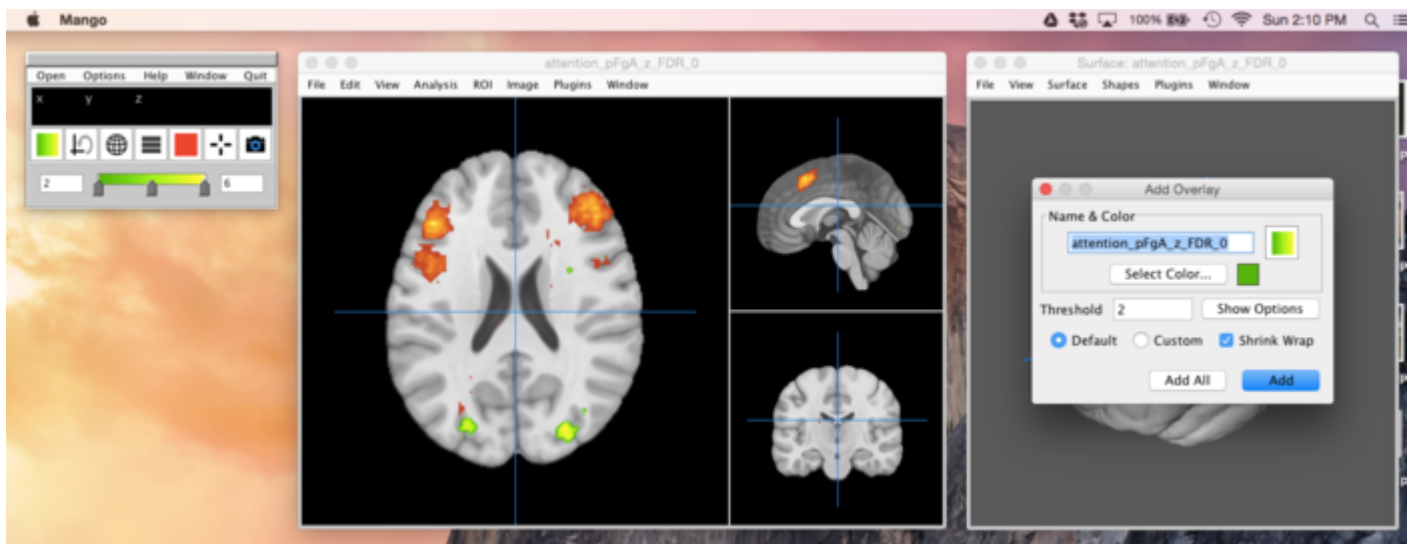 Mango
100%
Sun 2:10 PM
Open Options Help Window Quit
x y z
2
6
attention_pFgA_z_FDR_0
File Edit View Analysis ROI Image Plugins Window
Surface: attention_pFgA_z_FDR_0
File View Surface Shapes Plugins Window
Add Overlay
Name & Color
attention_pFgA_z_FDR_0
Select Color...
Threshold 2 Show Options
Default Custom Shrink Wrap
Add All Add